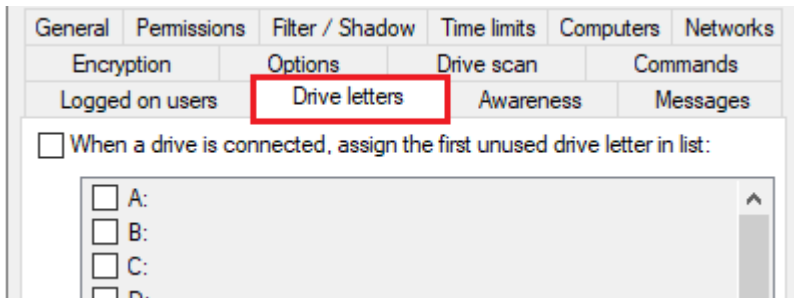 General Permissions Filter / Shadow Time limits Computers Networks
Encryption Options Drive scan Commands
Logged on users Drive letters Awareness Messages
When a drive is connected, assign the first unused drive letter in list:
A:
B:
C: